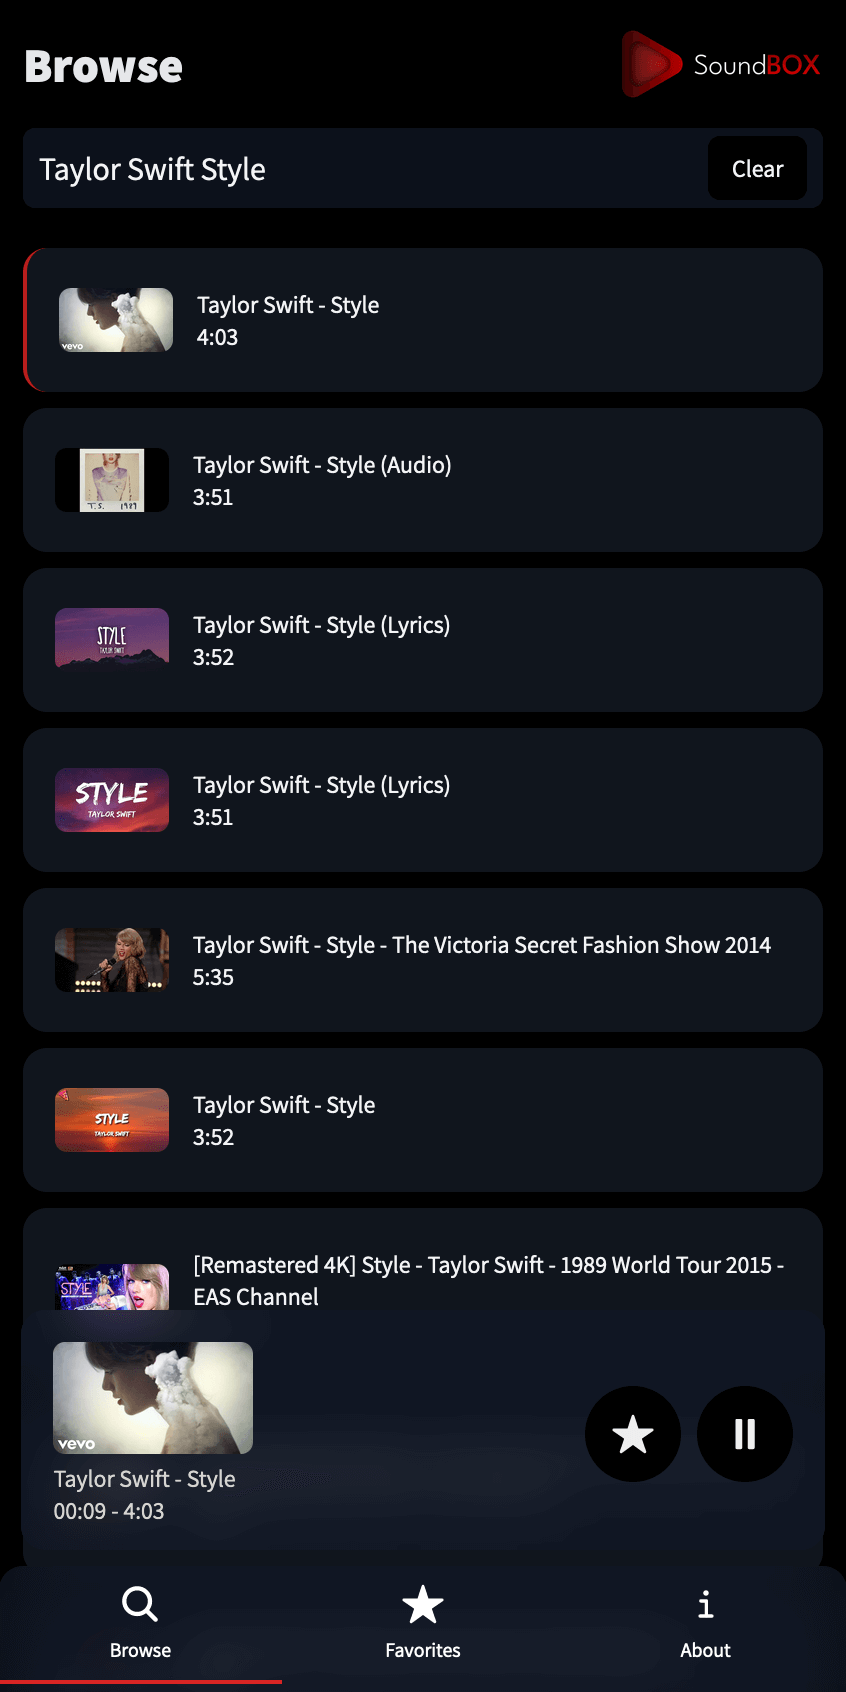 Browse
SoundBOX
Taylor Swift Style
Clear
vevo
Taylor Swift - Style
4:03
T.S. 1989
Taylor Swift - Style (Audio)
3:51
STYLE
TAYLOR SWIFT
Taylor Swift - Style (Lyrics)
3:52
STYLE
TAYLOR SWIFT
Taylor Swift - Style (Lyrics)
3:51
Taylor Swift - Style - The Victoria Secret Fashion Show 2014
5:35
STYLE
TAYLOR SWIFT
Taylor Swift - Style
3:52
STYLE
[Remastered 4K] Style - Taylor Swift - 1989 World Tour 2015 -
EAS Channel
vevo
Taylor Swift - Style
00:09 - 4:03
Browse
Favorites
About